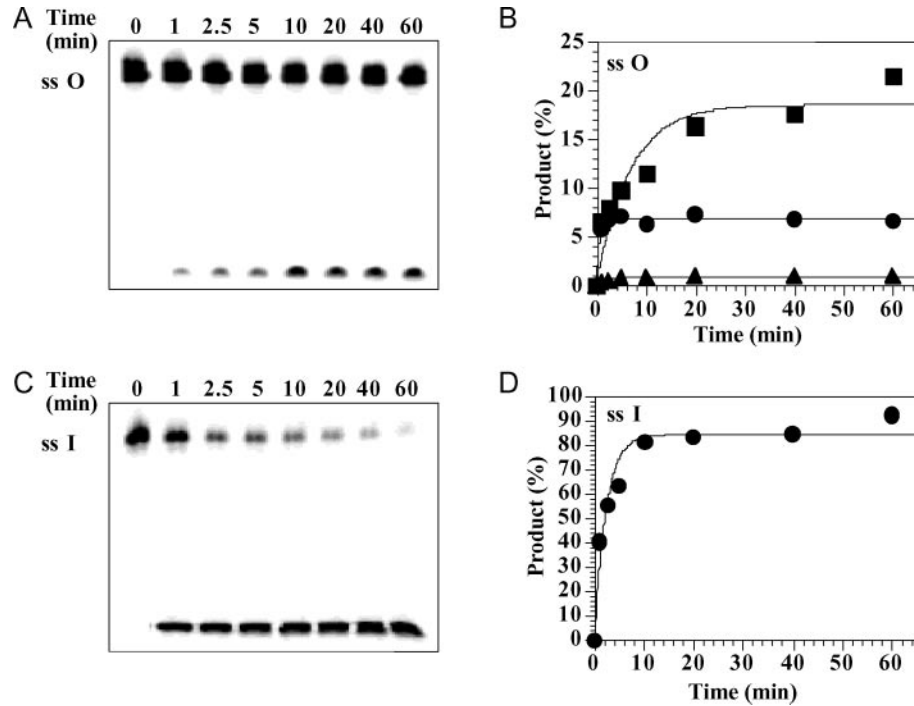 A
Time
(min)
0 1 2.5 5 10 20 40 60
ss O
B
25
20
15
10
5
0
ss O
Product (%)
0 10 20 30 40 50 60
Time (min)
C
Time
(min)
0 1 2.5 5 10 20 40 60
ss I
D
100
90
80
70
60
50
40
30
20
10
0
ss I
Product (%)
0 10 20 30 40 50 60
Time (min)